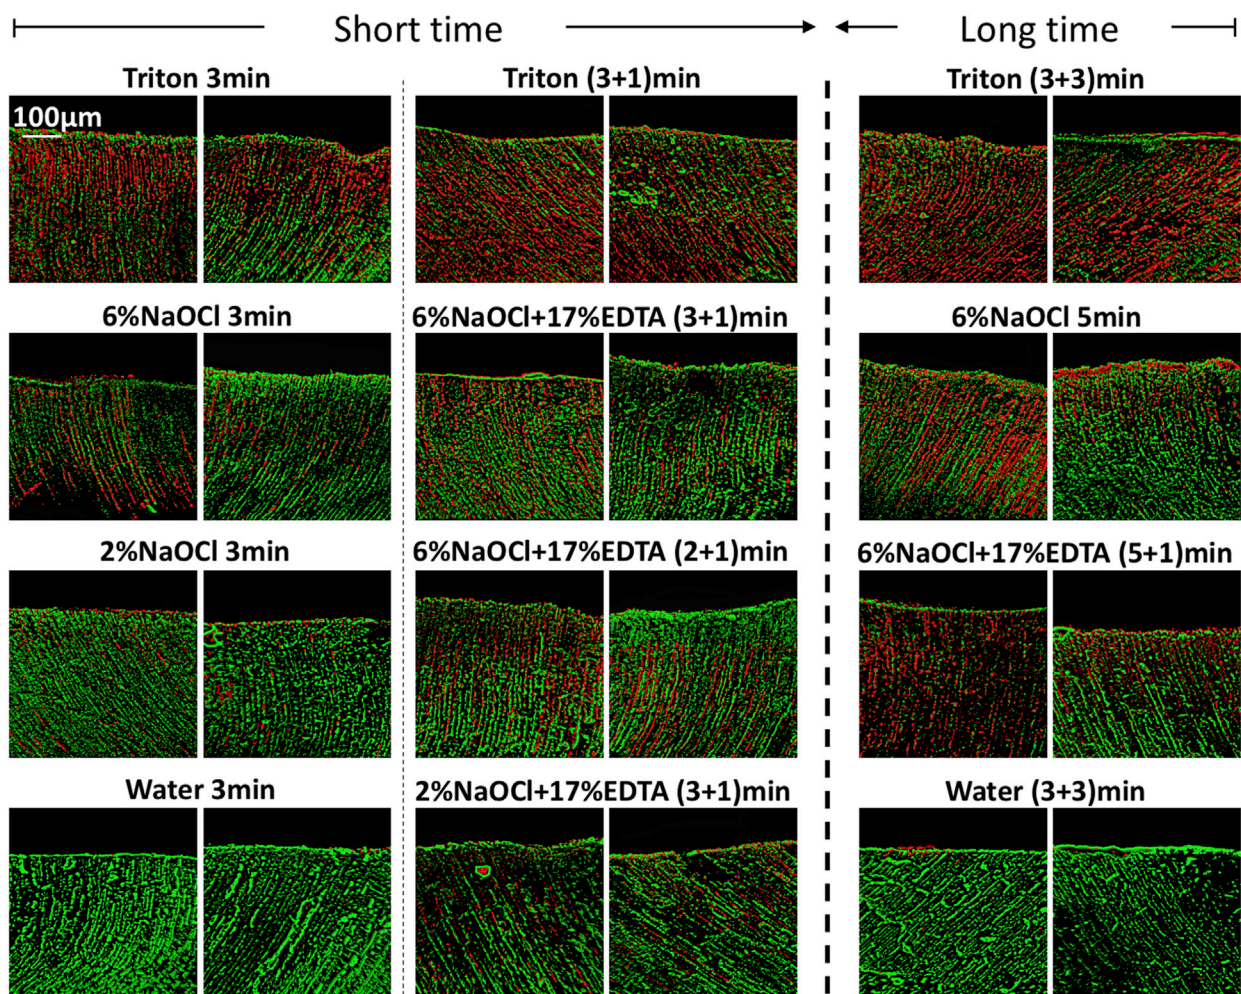 Short time
Long time
Triton 3min
Triton (3+1)min
Triton (3+3)min
100μm
6%NaOCl 3min
6%NaOCl+17%EDTA (3+1)min
6%NaOCl 5min
2%NaOCl 3min
6%NaOCl+17%EDTA (2+1)min
6%NaOCl+17%EDTA (5+1)min
Water 3min
2%NaOCl+17%EDTA (3+1)min
Water (3+3)min